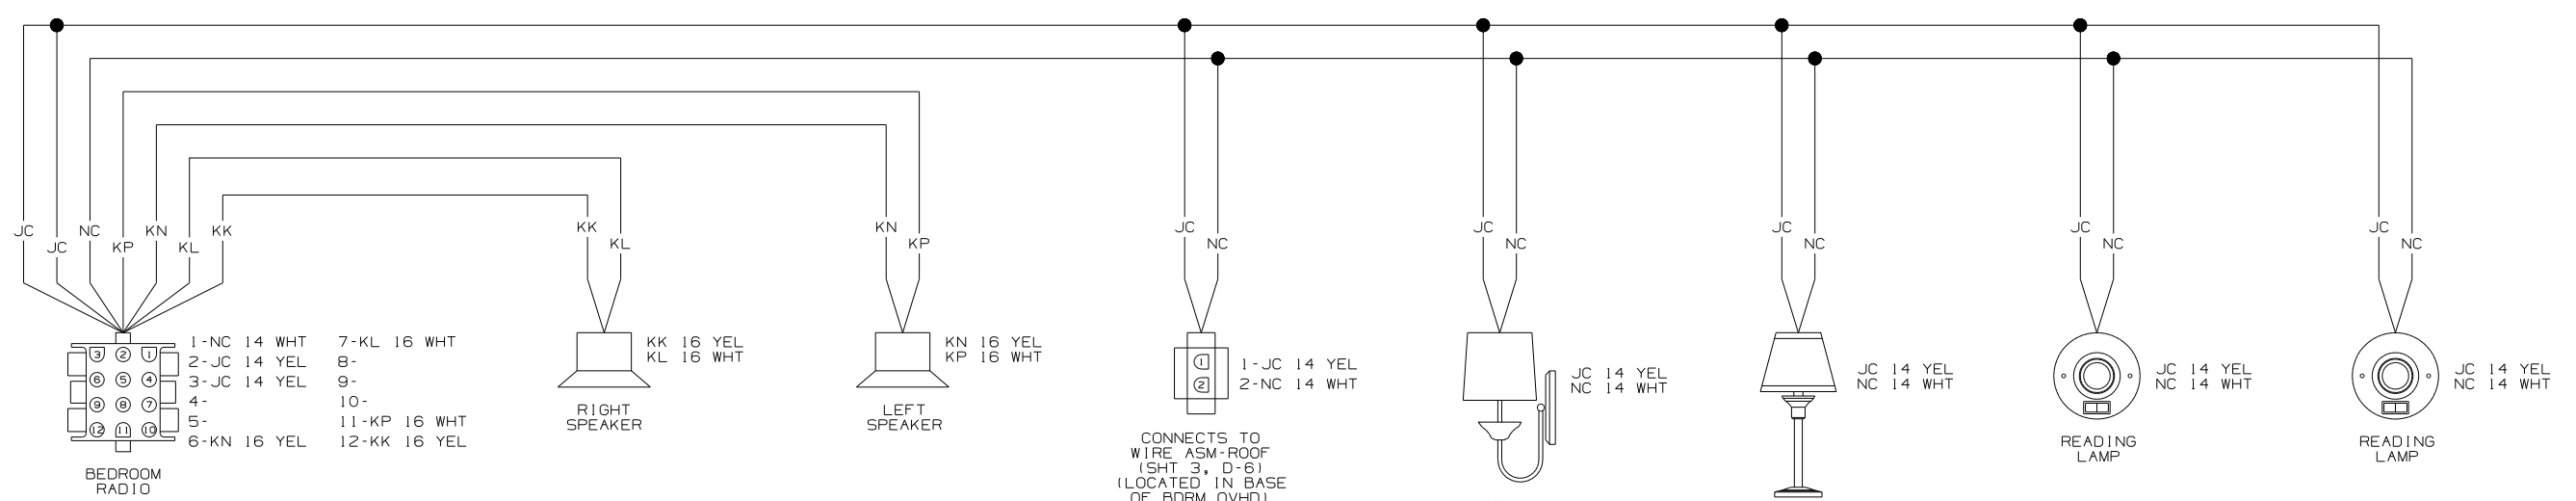 JC
JC
NC
KP
KN
KL
KK
KK
KL
KN
KP
JC
NC
JC
NC
JC
NC
JC
NC
JC
NC
3 2 1
6 5 4
9 8 7
12 11 10
BEDROOM
RADIO
1-NC 14 WHT
2-JC 14 YEL
3-JC 14 YEL
4-
5-
6-KN 16 YEL
7-KL 16 WHT
8-
9-
10-
11-KP 16 WHT
12-KK 16 YEL
KK 16 YEL
KL 16 WHT
RIGHT
SPEAKER
KN 16 YEL
KP 16 WHT
LEFT
SPEAKER
1
2
1-JC 14 YEL
2-NC 14 WHT
CONNECTS TO
WIRE ASM-ROOF
(SHT 3, D-6)
(LOCATED IN BASE
OF BDRM OVHD)
JC 14 YEL
NC 14 WHT
JC 14 YEL
NC 14 WHT
JC 14 YEL
NC 14 WHT
READING
LAMP
JC 14 YEL
NC 14 WHT
READING
LAMP